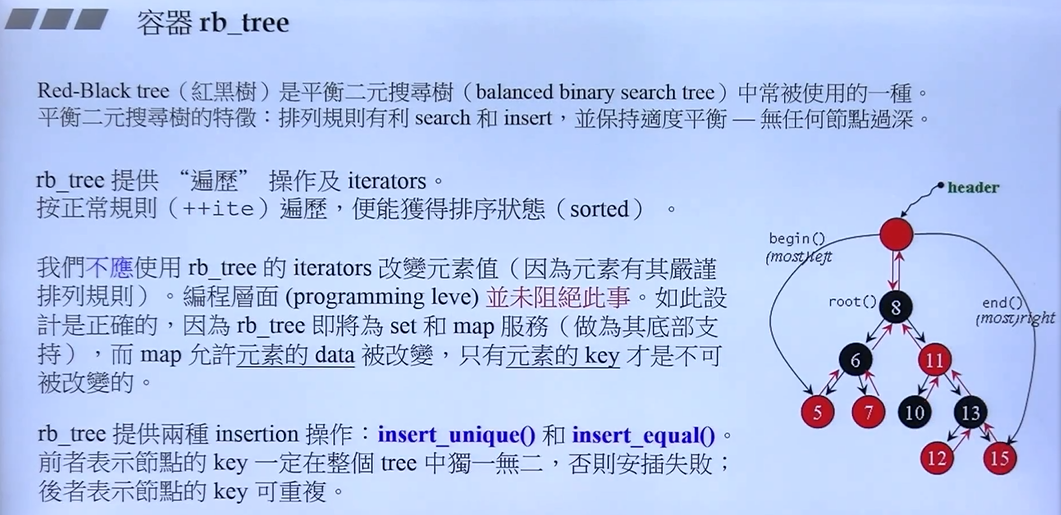 容器 rb_tree
Red-Black tree（紅黑樹）是平衡二元搜尋樹（balanced binary search tree）中常被使用的一種。
平衡二元搜尋樹的特徵：排列規則有利 search 和 insert，並保持適度平衡 — 無任何節點過深。
rb_tree 提供 “遍歷” 操作及 iterators。
按正常規則（++ite）遍歷，便能獲得排序狀態（sorted）。
我們不應使用 rb_tree 的 iterators 改變元素值（因為元素有其嚴謹
排列規則）。編程層面 (programming leve) 並未阻絕此事。如此設
計是正確的，因為 rb_tree 即將為 set 和 map 服務（做為其底部支
持），而 map 允許元素的 data 被改變，只有元素的 key 才是不可
被改變的。
rb_tree 提供兩種 insertion 操作：insert_unique() 和 insert_equal()。
前者表示節點的 key 一定在整個 tree 中獨一無二，否則安插失敗；
後者表示節點的 key 可重複。
header
begin()
(most)left
root()
end()
(most)right
8
6
11
5
7
10
13
12
15